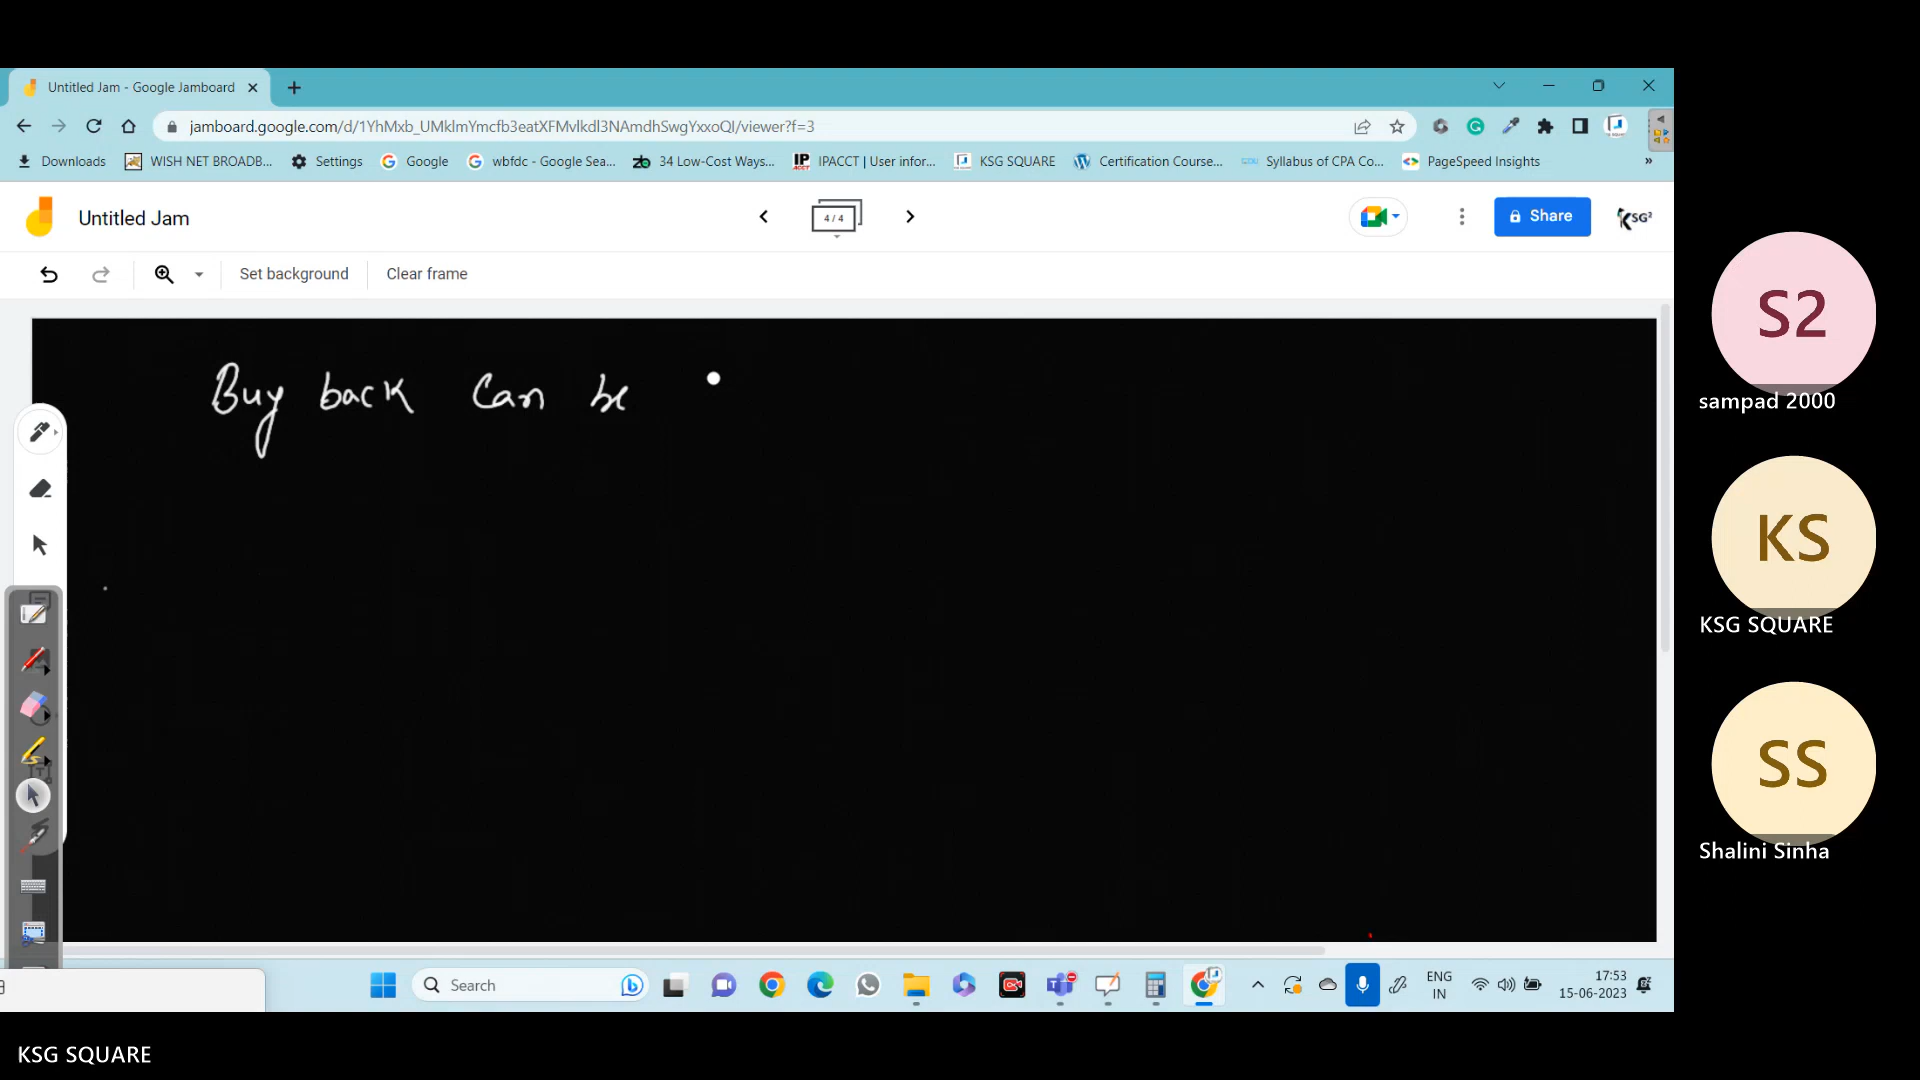 Untitled Jam - Google Jamboard
jamboard.google.com/d/1YhMxb_UMklmYmcfb3eatXFMvlkdl3NAmdhSwgYxxoQI/viewer?f=3
Downloads WISH NET BROADB... Settings Google wbfdc - Google Sea... 34 Low-Cost Ways... IPACCT | User infor... KSG SQUARE Certification Course... Syllabus of CPA Co... PageSpeed Insights »
Untitled Jam
4 / 4
Share
KSG²
Set background Clear frame
Buy back Can be
S2
sampad 2000
KS
KSG SQUARE
SS
Shalini Sinha
Search
ENG
IN
17:53
15-06-2023
KSG SQUARE